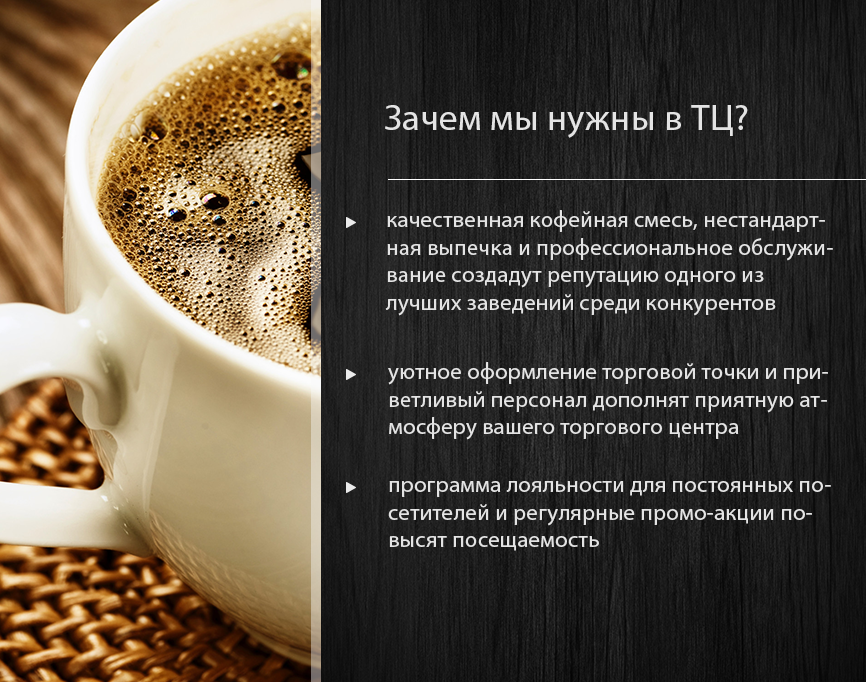 Зачем мы нужны в ТЦ?
качественная кофейная смесь, нестандарт-
ная выпечка и профессиональное обслужи-
вание создадут репутацию одного из
лучших заведений среди конкурентов
уютное оформление торговой точки и при-
ветливый персонал дополнят приятную ат-
мосферу вашего торгового центра
программа лояльности для постоянных по-
сетителей и регулярные промо-акции по-
высят посещаемость